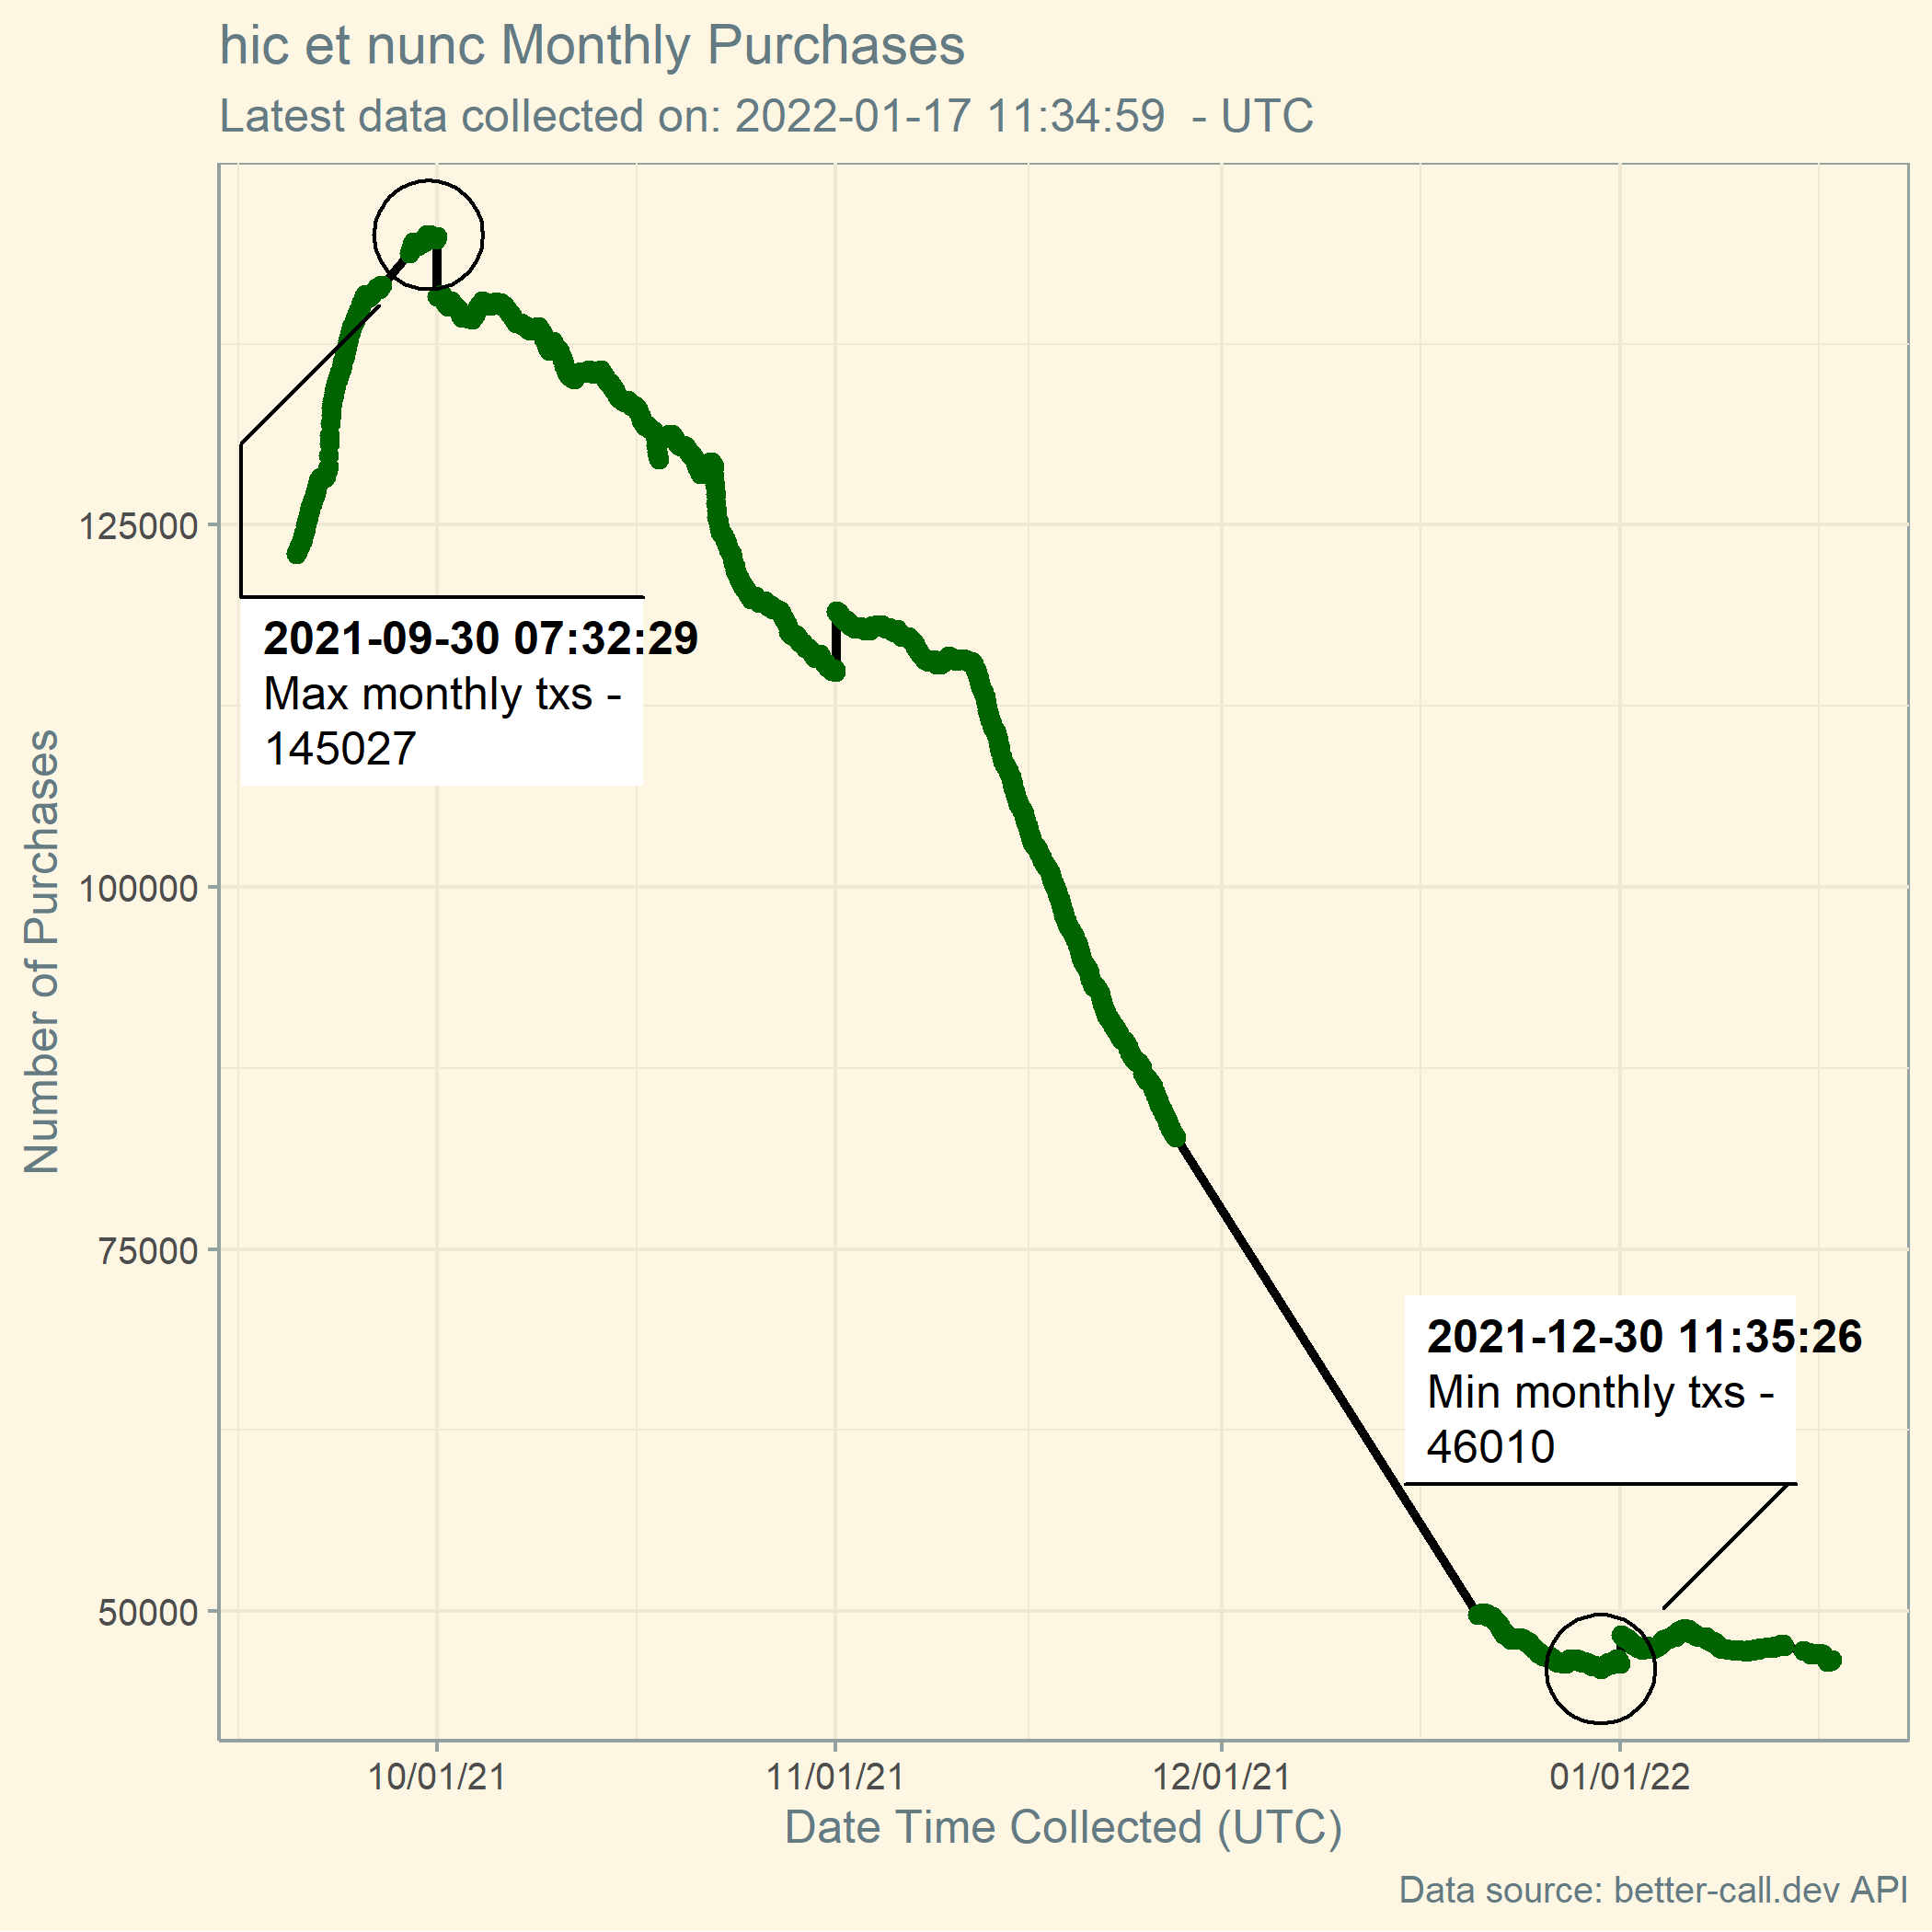 hic et nunc Monthly Purchases
Latest data collected on: 2022-01-17 11:34:59  - UTC
Number of Purchases
125000
100000
75000
50000
2021-09-30 07:32:29
Max monthly txs -
145027
2021-12-30 11:35:26
Min monthly txs -
46010
10/01/21
11/01/21
12/01/21
01/01/22
Date Time Collected (UTC)
Data source: better-call.dev API